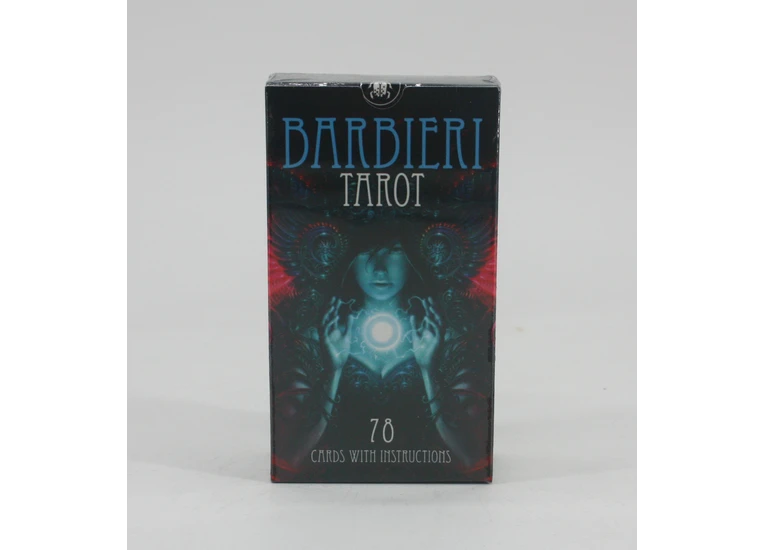 BARBIERI
TAROT
78
CARDS WITH INSTRUCTIONS